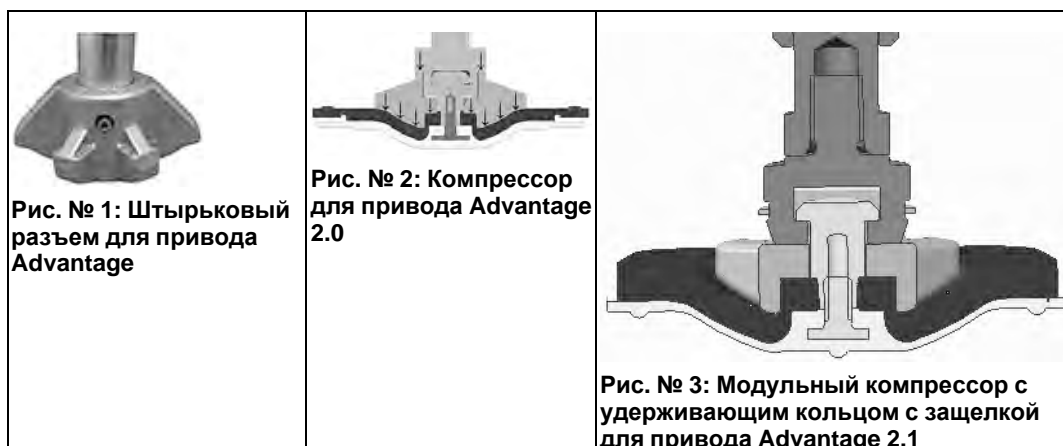 Рис. № 1: Штырьковый
разъем для привода
Advantage
Рис. № 2: Компрессор
для привода Advantage
2.0
Рис. № 3: Модульный компрессор с
удерживающим кольцом с защелкой
для привода Advantage 2.1